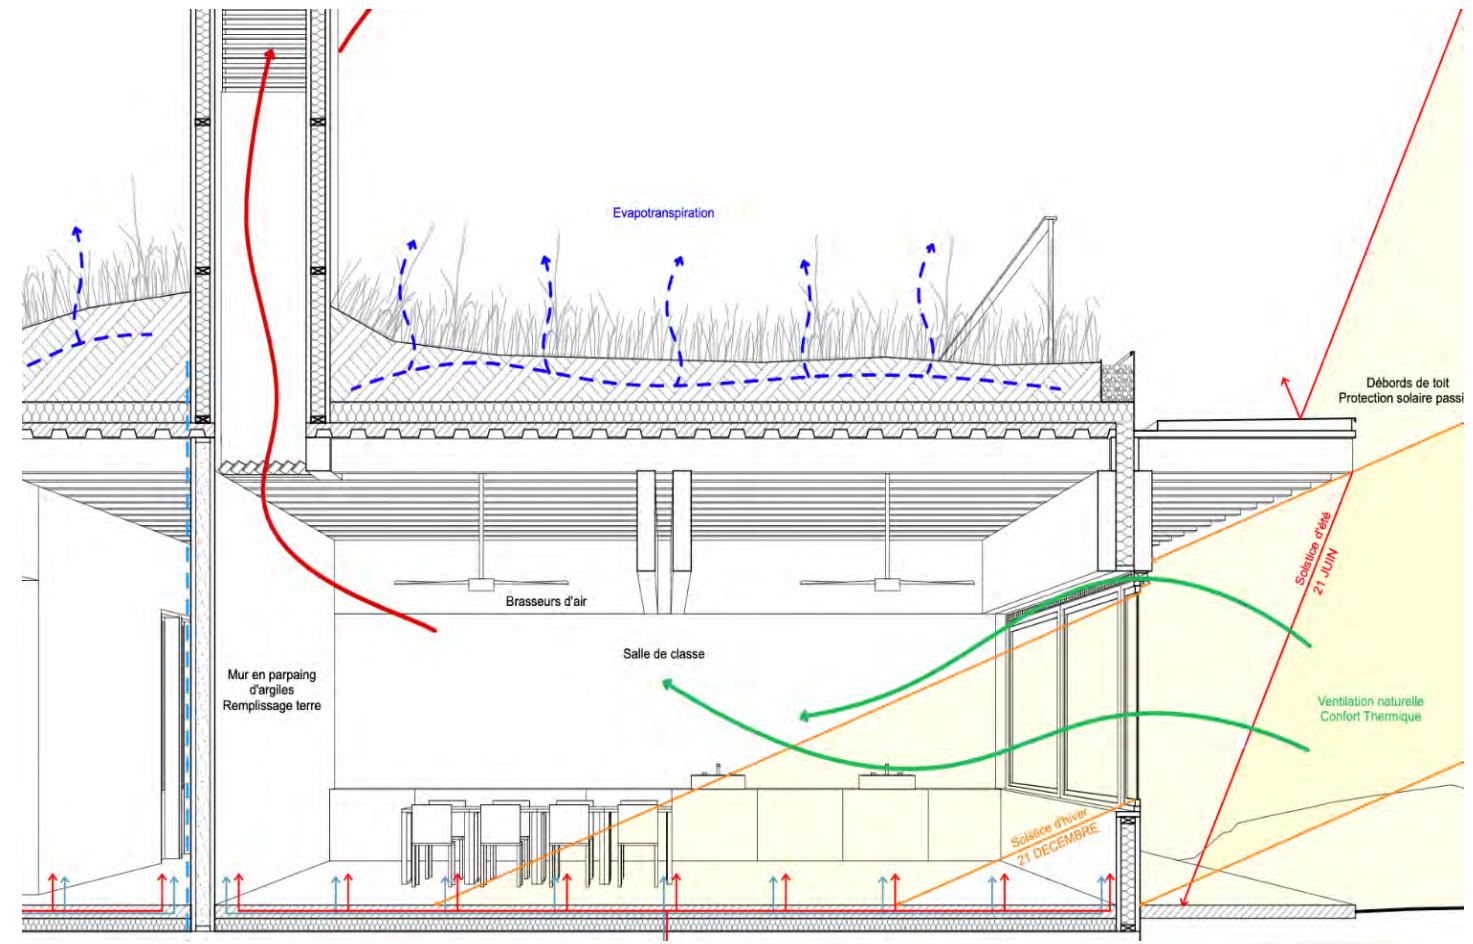 Evapotranspiration
Débords de toit
Protection solaire passi
Solstice d'été
21 JUIN
Brasseurs d'air
Salle de classe
Mur en parpaing
d'argiles
Remplissage terre
Ventilation naturelle
Confort Thermique
Solstice d'hiver
21 DECEMBRE